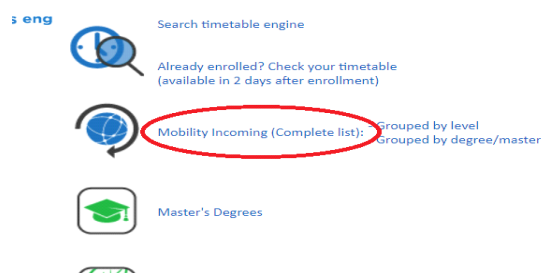 s eng
Search timetable engine
Already enrolled? Check your timetable
(available in 2 days after enrollment)
Mobility Incoming (Complete list): - Grouped by level
Grouped by degree/master
Master's Degrees